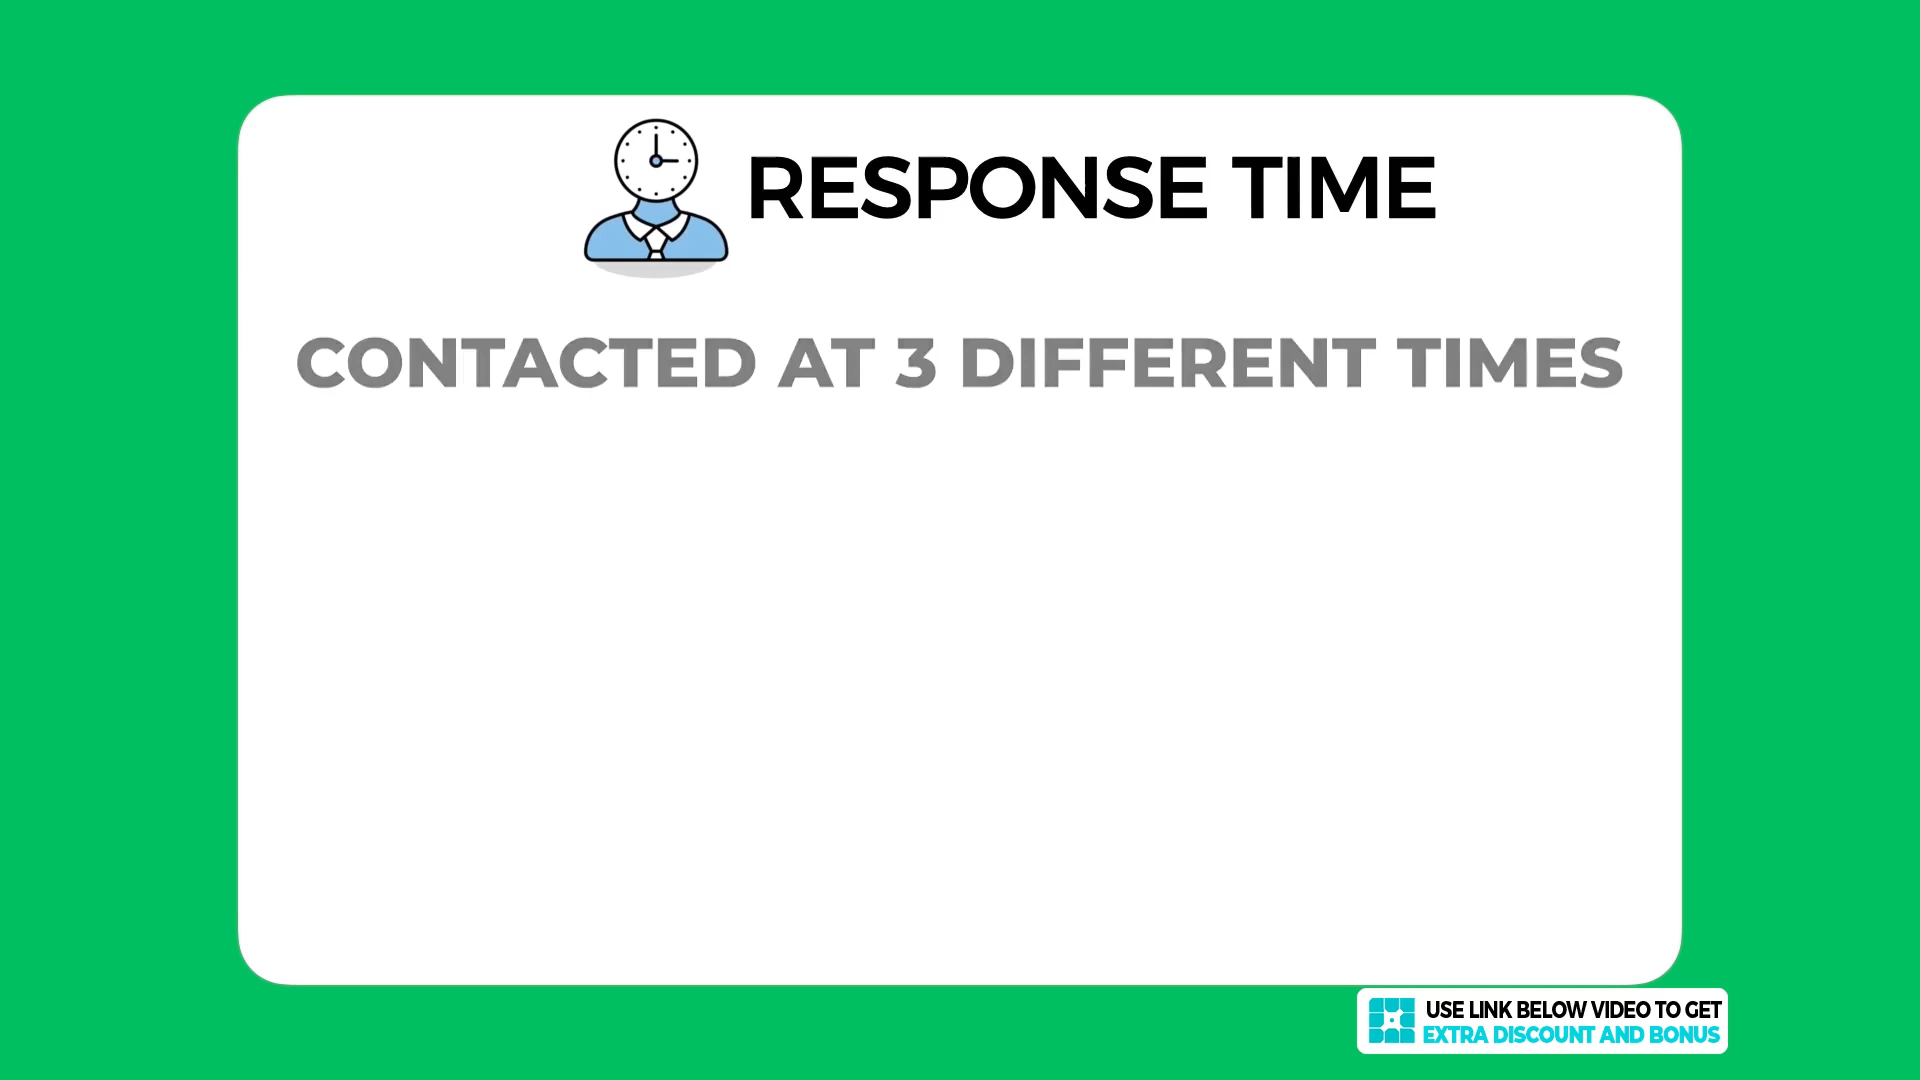 RESPONSE TIME
CONTACTED AT 3 DIFFERENT TIMES
USE LINK BELOW VIDEO TO GET
EXTRA DISCOUNT AND BONUS